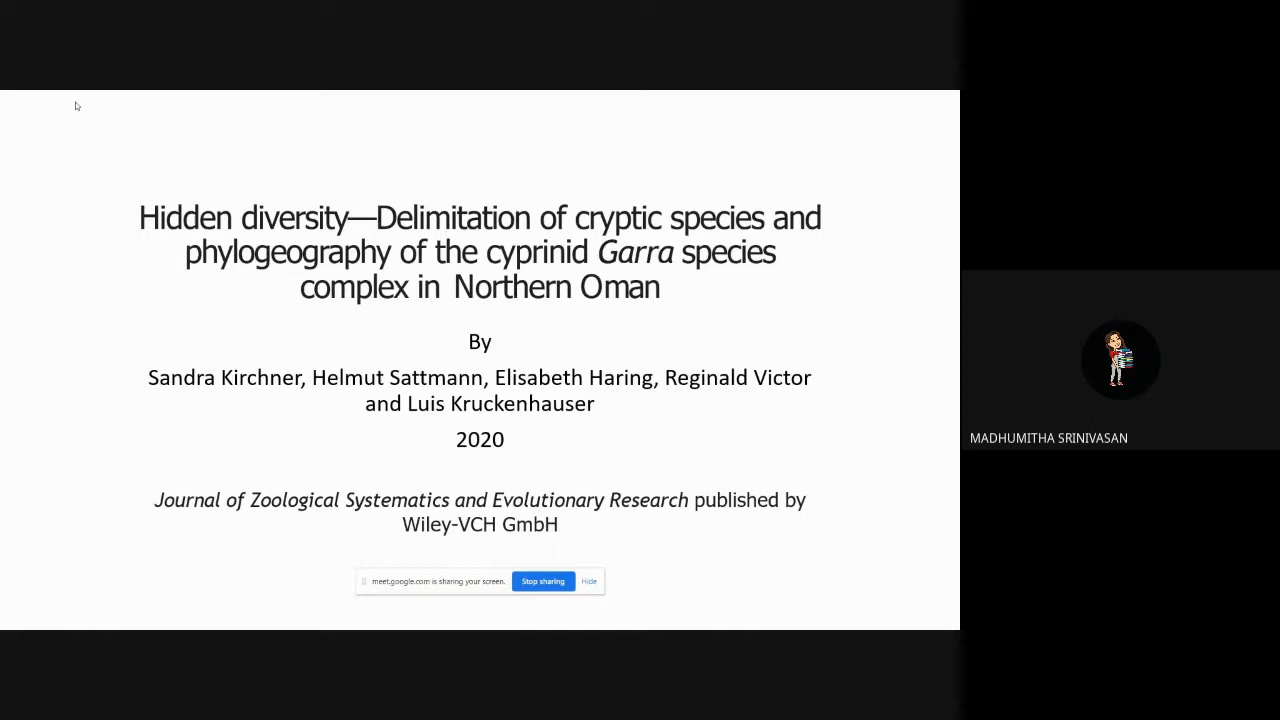 Hidden diversity—Delimitation of cryptic species and
phylogeography of the cyprinid Garra species
complex in Northern Oman
By
Sandra Kirchner, Helmut Sattmann, Elisabeth Haring, Reginald Victor
and Luis Kruckenhauser
2020
Journal of Zoological Systematics and Evolutionary Research published by
Wiley-VCH GmbH
meet.google.com is sharing your screen. Stop sharing Hide
MADHUMITHA SRINIVASAN